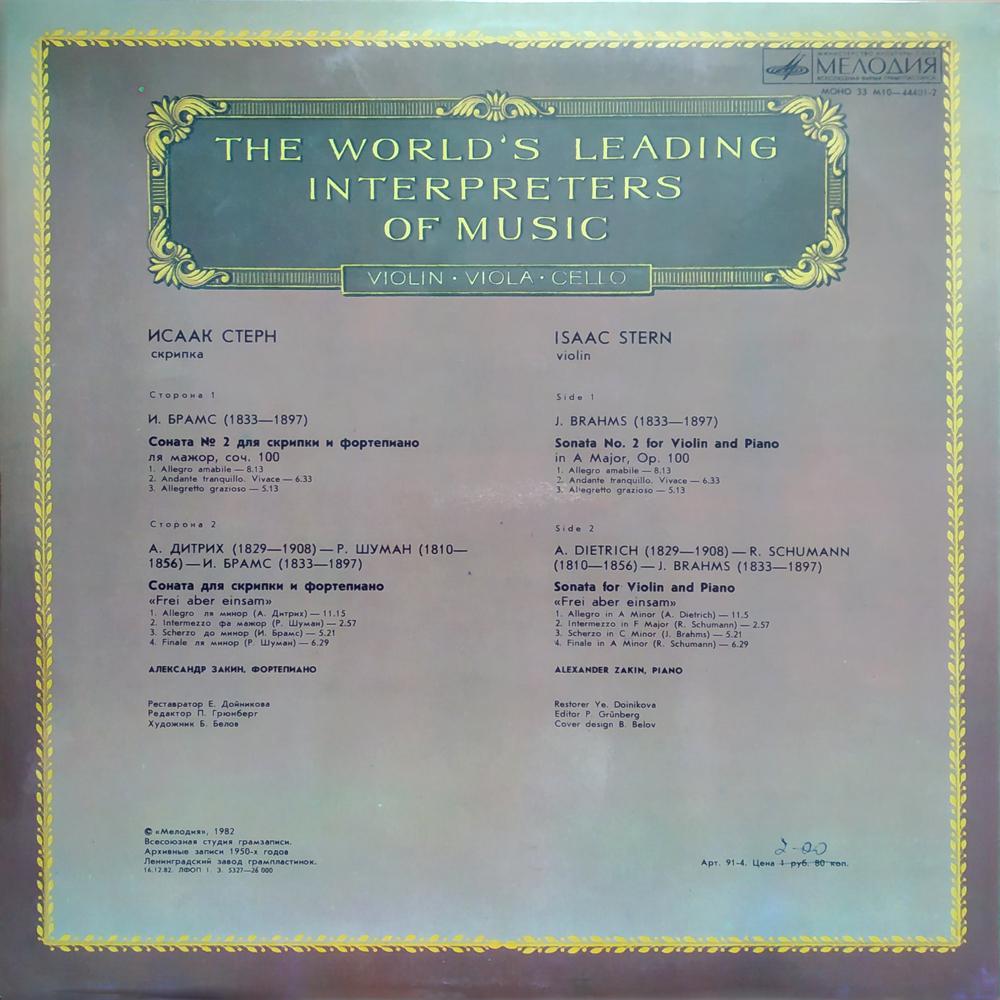 МИНИСТЕРСТВО КУЛЬТУРЫ СССР
МЕЛОДИЯ
ВСЕСОЮЗНАЯ ФИРМА ГРАМПЛАСТИНОК
МОНО 33 М10—44401-2
THE WORLD'S LEADING
INTERPRETERS
OF MUSIC
VIOLIN · VIOLA · CELLO
ИСААК СТЕРН
скрипка
Сторона 1
И. БРАМС (1833—1897)
Соната № 2 для скрипки и фортепиано
ля мажор, соч. 100
1. Allegro amabile — 8.13
2. Andante tranquillo. Vivace — 6.33
3. Allegretto grazioso — 5.13
Сторона 2
А. ДИТРИХ (1829—1908) — Р. ШУМАН (1810—
1856) — И. БРАМС (1833—1897)
Соната для скрипки и фортепиано
«Frei aber einsam»
1. Allegro ля минор (А. Дитрих) — 11.15
2. Intermezzo фа мажор (Р. Шуман) — 2.57
3. Scherzo до минор (И. Брамс) — 5.21
4. Finale ля минор (Р. Шуман) — 6.29
АЛЕКСАНДР ЗАКИН, ФОРТЕПИАНО
Реставратор Е. Дойникова
Редактор П. Грюнберг
Художник Б. Белов
ISAAC STERN
violin
Side 1
J. BRAHMS (1833—1897)
Sonata No. 2 for Violin and Piano
in A Major, Op. 100
1. Allegro amabile — 8.13
2. Andante tranquillo. Vivace — 6.33
3. Allegretto grazioso — 5.13
Side 2
A. DIETRICH (1829—1908) — R. SCHUMANN
(1810—1856) — J. BRAHMS (1833—1897)
Sonata for Violin and Piano
«Frei aber einsam»
1. Allegro in A Minor (A. Dietrich) — 11.5
2. Intermezzo in F Major (R. Schumann) — 2.57
3. Scherzo in C Minor (J. Brahms) — 5.21
4. Finale in A Minor (R. Schumann) — 6.29
ALEXANDER ZAKIN, PIANO
Restorer Ye. Doinikova
Editor P. Grünberg
Cover design B. Belov
© «Мелодия», 1982
Всесоюзная студия грамзаписи.
Архивные записи 1950-х годов
Ленинградский завод грампластинок.
16.12.82. ЛФОП 1. З. 5327—26 000
2-00
Арт. 91-4. Цена 1 руб. 80 коп.